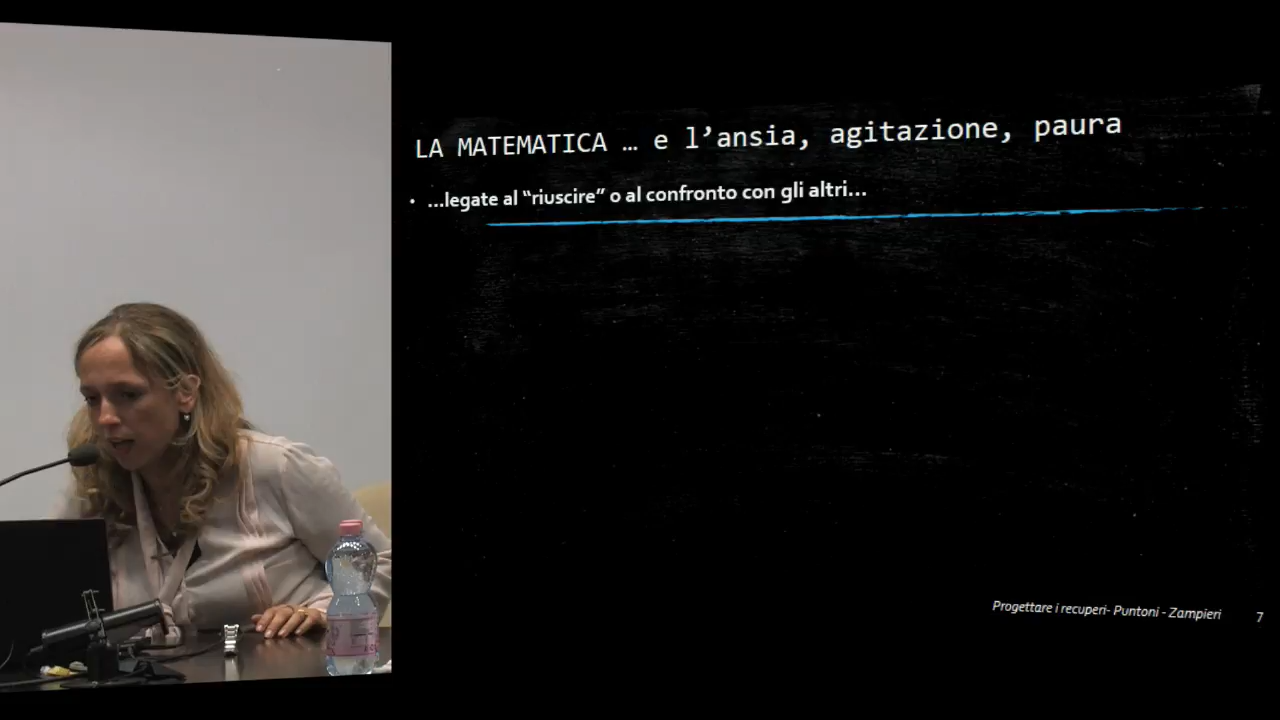 LA MATEMATICA … e l’ansia, agitazione, paura
• …legate al “riuscire” o al confronto con gli altri…
Progettare i recuperi- Puntoni - Zampieri 7